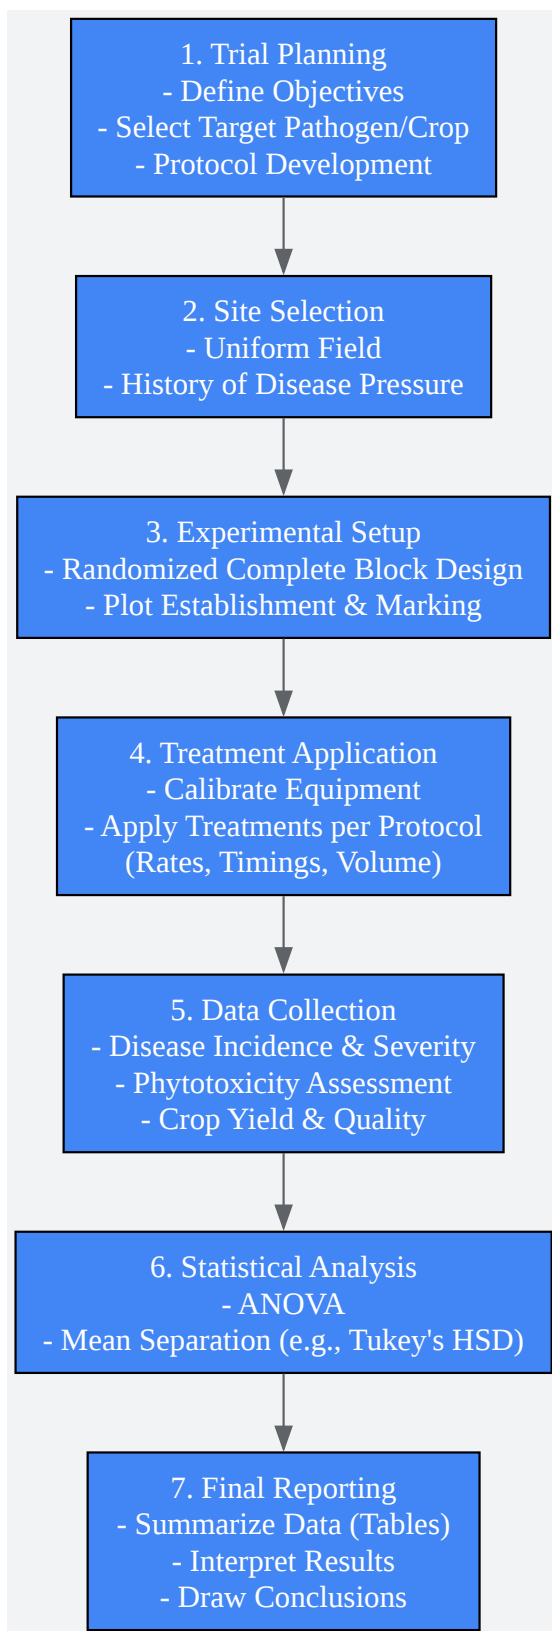 1. Trial Planning
- Define Objectives
- Select Target Pathogen/Crop
- Protocol Development
2. Site Selection
- Uniform Field
- History of Disease Pressure
3. Experimental Setup
- Randomized Complete Block Design
- Plot Establishment & Marking
4. Treatment Application
- Calibrate Equipment
- Apply Treatments per Protocol
(Rates, Timings, Volume)
5. Data Collection
- Disease Incidence & Severity
- Phytotoxicity Assessment
- Crop Yield & Quality
6. Statistical Analysis
- ANOVA
- Mean Separation (e.g., Tukey's HSD)
7. Final Reporting
- Summarize Data (Tables)
- Interpret Results
- Draw Conclusions